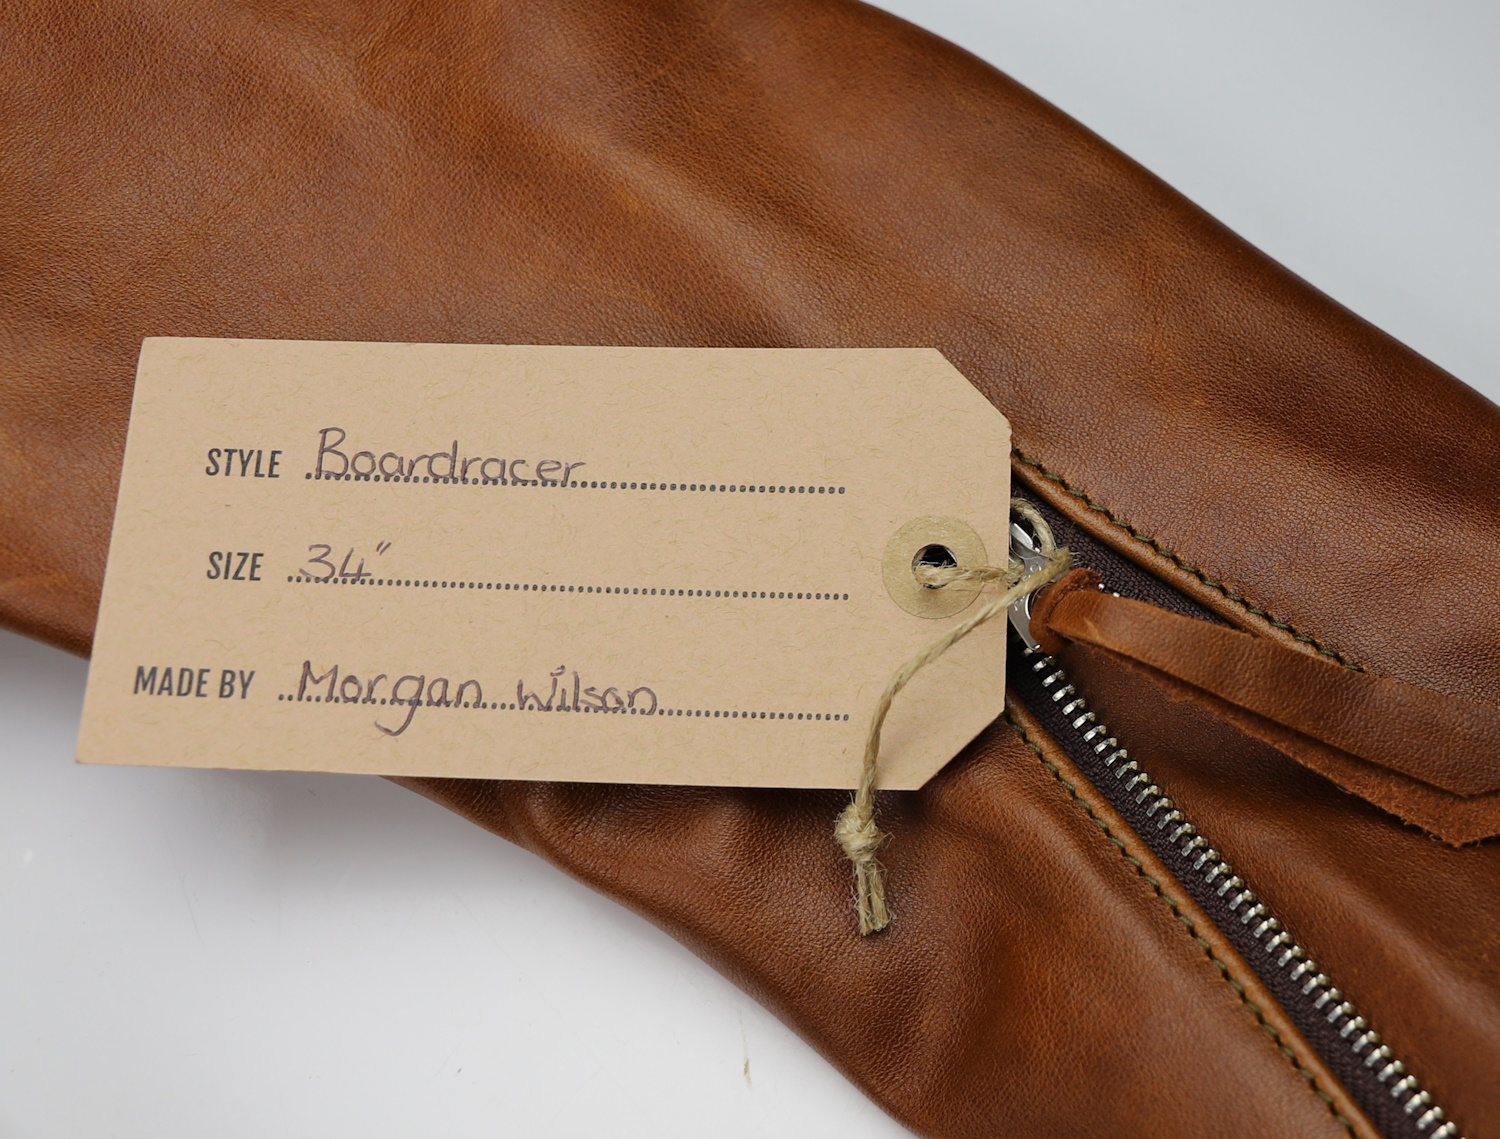 STYLE Boardracer
SIZE 34"
MADE BY Morgan Wilson